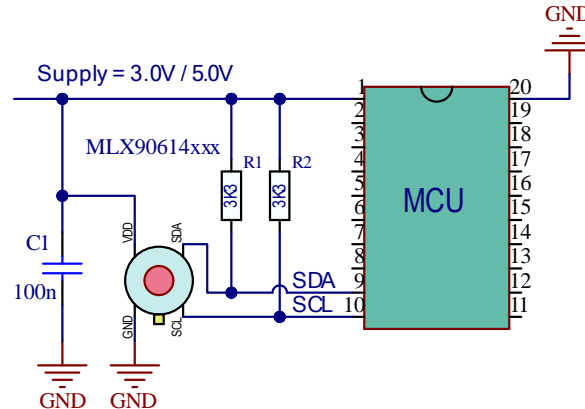 GND
Supply = 3.0V / 5.0V
1
20
2
19
MLX90614xxx
R1
R2
3
18
4
17
3K3
3K3
5
16
MCU
6
15
C1
VDD
SDA
7
14
8
13
100n
SDA
9
12
GND
SCL
SCL
10
11
GND
GND